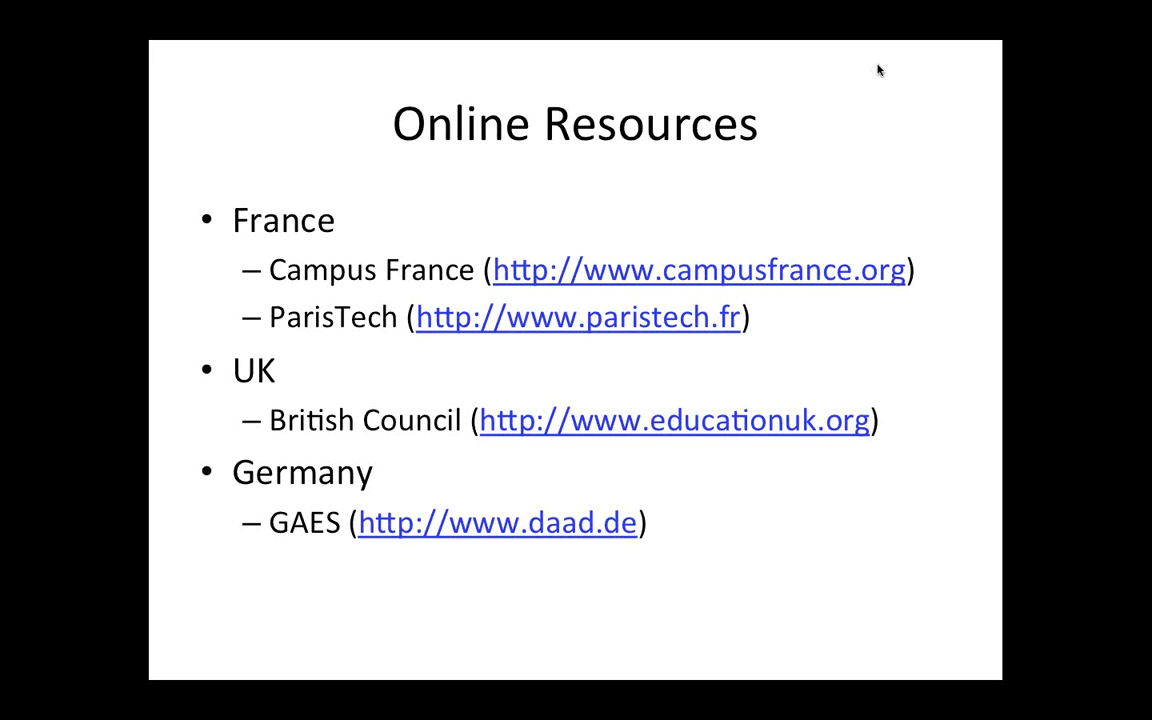 Online Resources
• France
– Campus France (http://www.campusfrance.org)
– ParisTech (http://www.paristech.fr)
• UK
– British Council (http://www.educationuk.org)
• Germany
– GAES (http://www.daad.de)